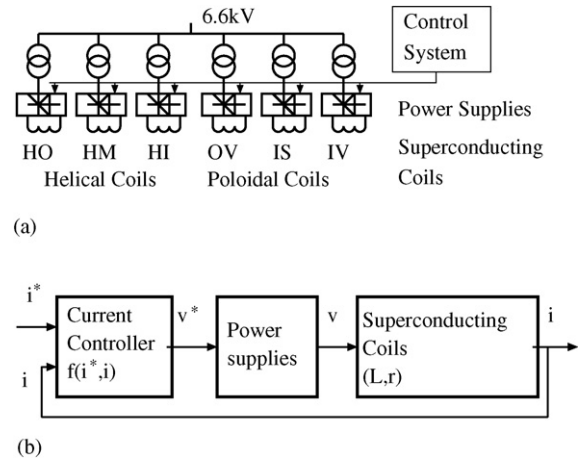 6.6kV
Control
System
Power Supplies
HO HM HI OV IS IV
Superconducting
Helical Coils Poloidal Coils
Coils
(a)
i*
Current
Controller
f(i*,i)
v*
Power
supplies
v
Superconducting
Coils
(L,r)
i
i
(b)